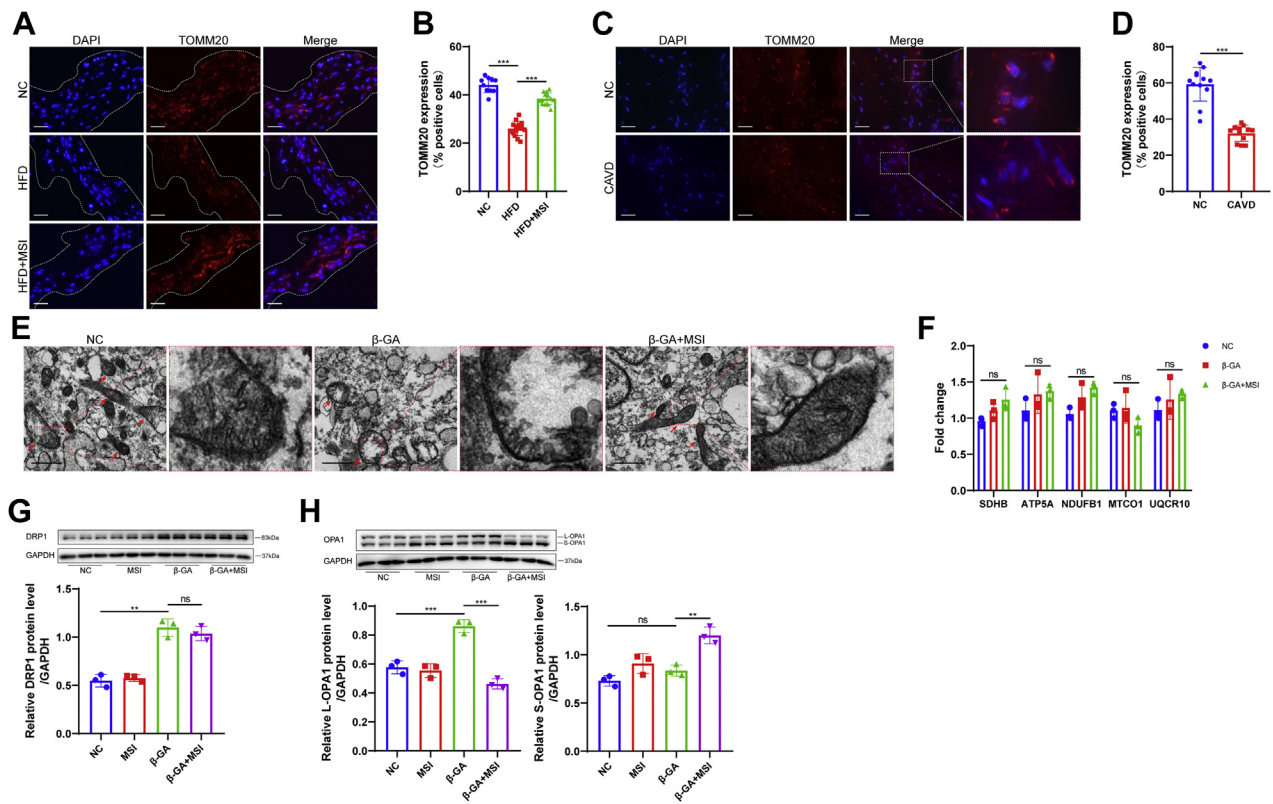 A
DAPI
TOMM20
Merge
NC
HFD
HFD+MSI
B
TOMM20 expression
(% positive cells)
60
40
20
0
***
***
NC
HFD
HFD+MSI
C
DAPI
TOMM20
Merge
NC
CAVD
D
TOMM20 expression
(% positive cells)
80
60
40
20
0
***
NC
CAVD
E
NC
β-GA
β-GA+MSI
F
Fold change
2.0
1.5
1.0
0.5
0.0
ns
ns
ns
ns
ns
SDHB
ATP5A
NDUFB1
MTCO1
UQCR10
NC
β-GA
β-GA+MSI
G
DRP1
83kDa
GAPDH
37kDa
NC
MSI
β-GA
β-GA+MSI
Relative DRP1 protein level
/GAPDH
1.5
1.0
0.5
0.0
**
ns
NC
MSI
β-GA
β-GA+MSI
H
OPA1
L-OPA1
S-OPA1
GAPDH
37kDa
NC
MSI
β-GA
β-GA+MSI
Relative L-OPA1 protein level
/GAPDH
1.0
0.8
0.6
0.4
0.2
0.0
***
***
NC
MSI
β-GA
β-GA+MSI
Relative S-OPA1 protein level
/GAPDH
1.5
1.0
0.5
0.0
ns
**
NC
MSI
β-GA
β-GA+MSI